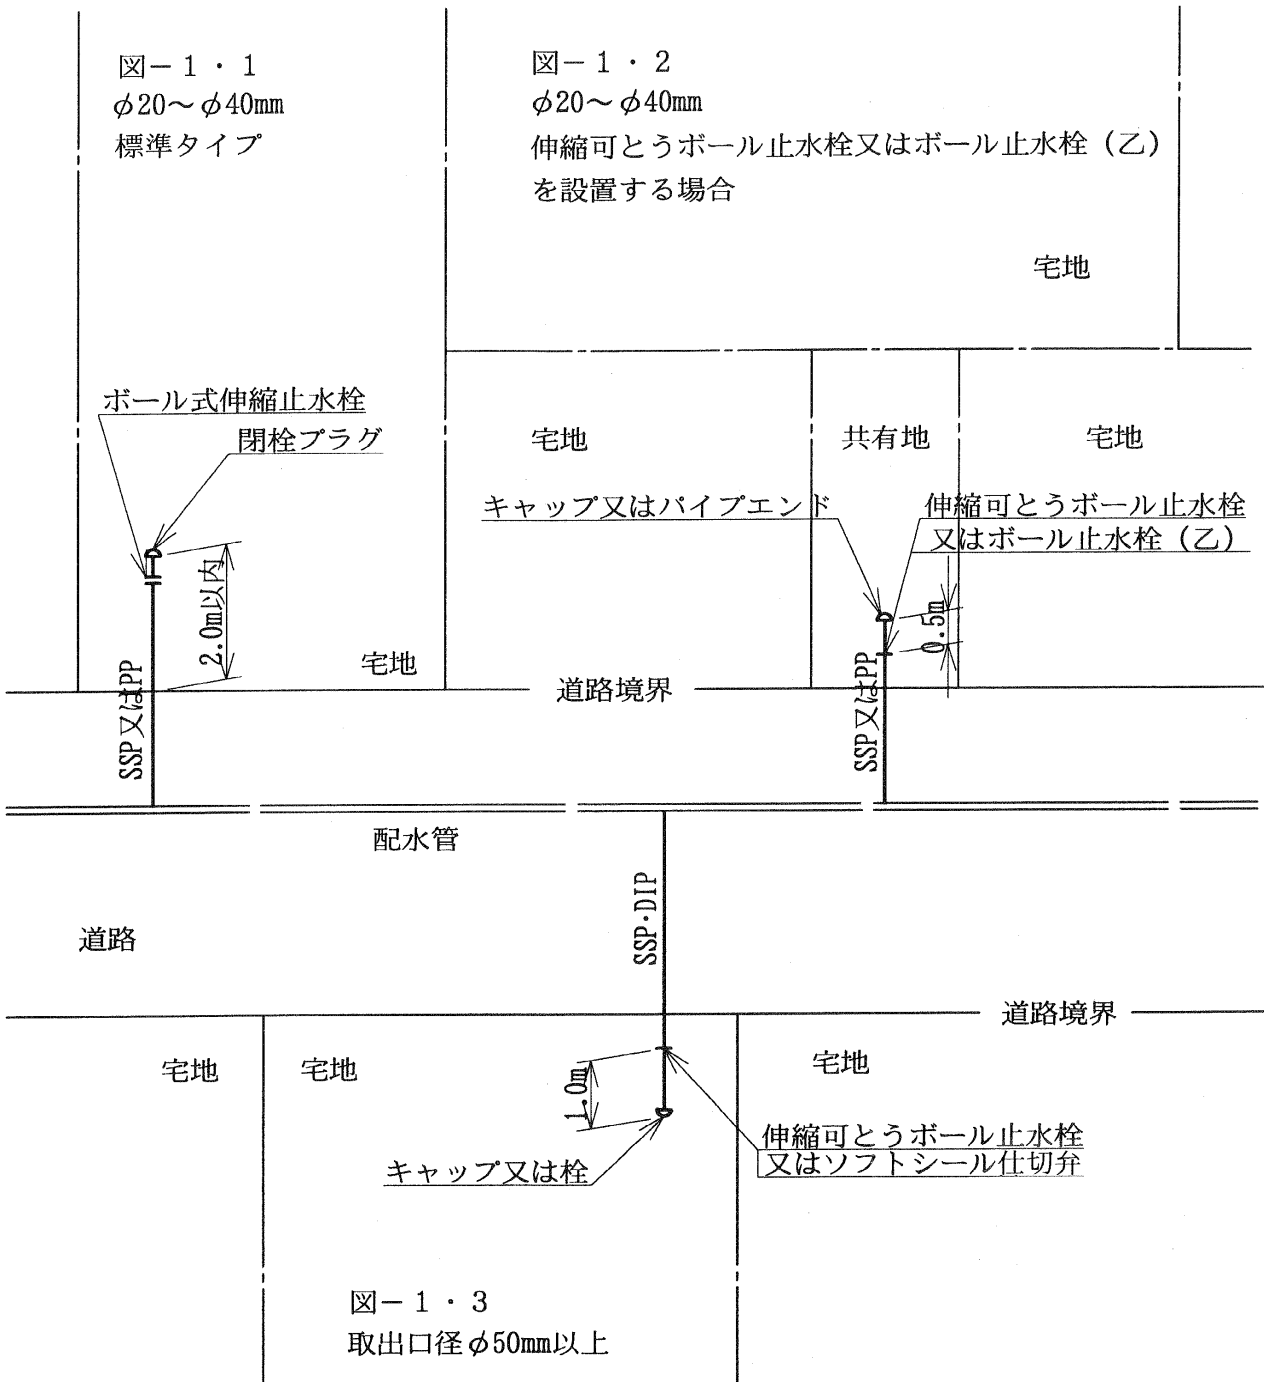 図－１・１
φ20～φ40mm
標準タイプ
図－１・２
φ20～φ40mm
伸縮可とうボール止水栓又はボール止水栓（乙）
を設置する場合
宅地
ボール式伸縮止水栓
閉栓プラグ
宅地
共有地
宅地
キャップ又はパイプエンド
伸縮可とうボール止水栓
又はボール止水栓（乙）
2.0m以内
0.5m
宅地
SSP又はPP
SSP又はPP
道路境界
配水管
SSP・DIP
道路
道路境界
宅地
宅地
宅地
1.0m
伸縮可とうボール止水栓
又はソフトシール仕切弁
キャップ又は栓
図－１・３
取出口径φ50mm以上